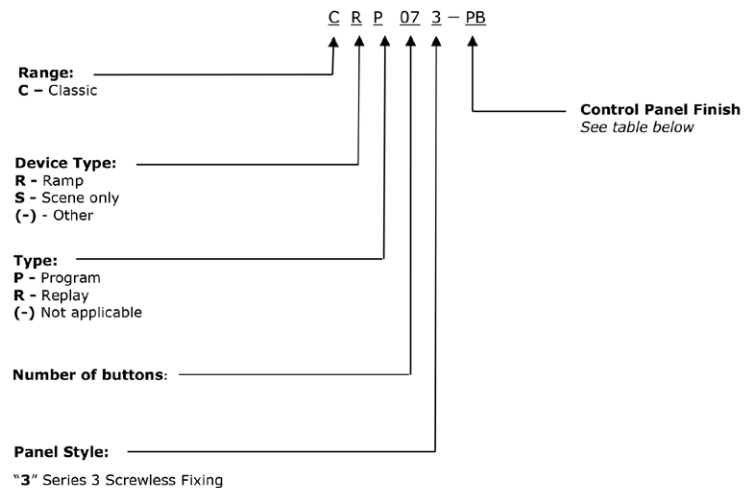 C R P 07 3 – PB
Range:
C – Classic
Control Panel Finish
See table below
Device Type:
R - Ramp
S - Scene only
(-) - Other
Type:
P - Program
R - Replay
(-) Not applicable
Number of buttons:
Panel Style:
"3" Series 3 Screwless Fixing